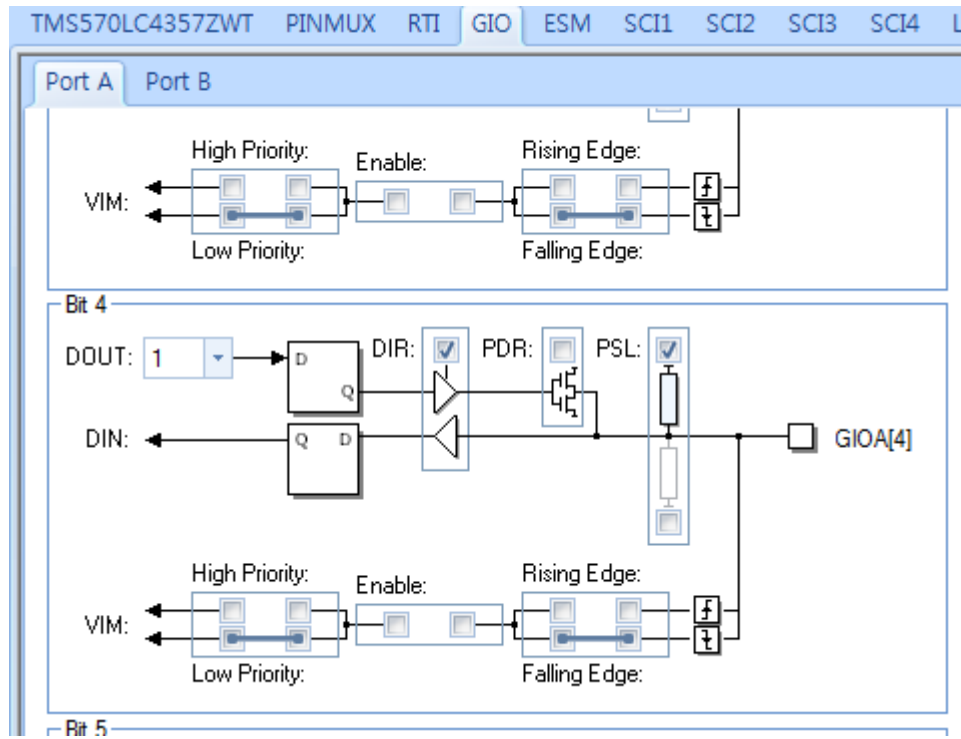 TMS570LC4357ZWT PINMUX RTI GIO ESM SCI1 SCI2 SCI3 SCI4 L
Port A Port B
High Priority: Enable: Rising Edge:
VIM:
Low Priority: Falling Edge:
Bit 4
DOUT: 1 D Q DIR: PDR: PSL:
DIN: Q D GIOA[4]
High Priority: Enable: Rising Edge:
VIM:
Low Priority: Falling Edge:
Bit 5